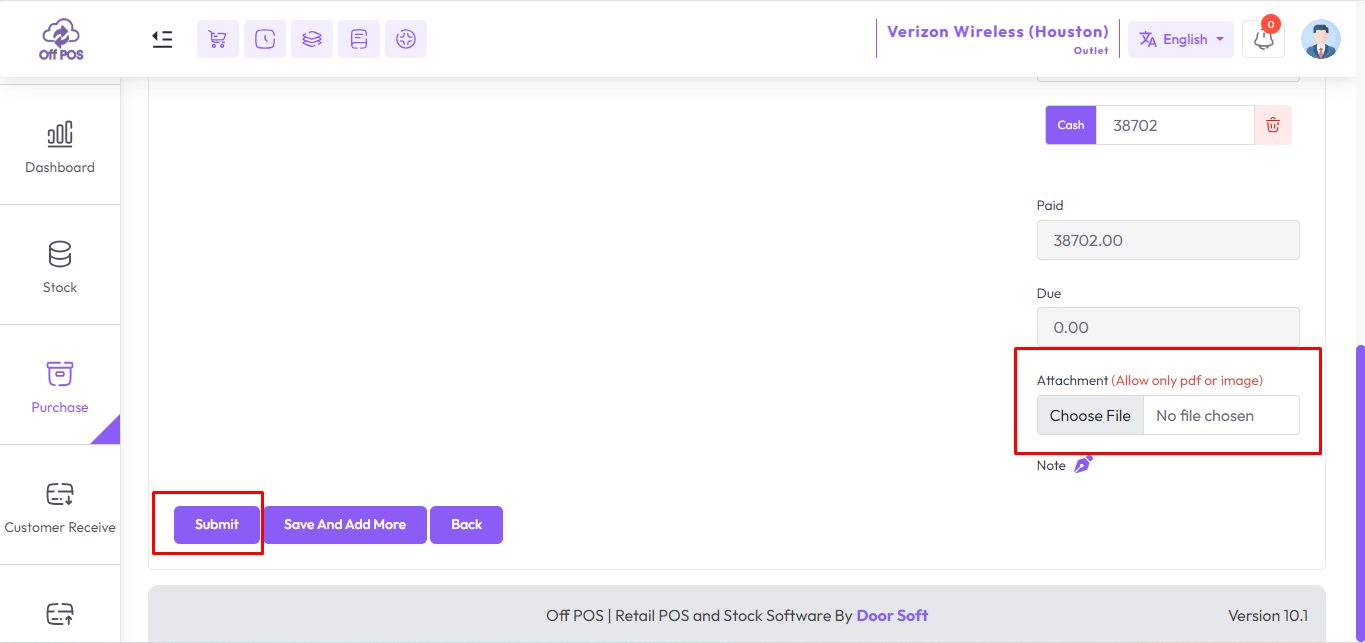 Off POS
Verizon Wireless (Houston)
Outlet
English
0
Dashboard
Stock
Purchase
Customer Receive
Cash 38702
Paid
38702.00
Due
0.00
Attachment (Allow only pdf or image)
Choose File No file chosen
Note
Submit Save And Add More Back
Off POS | Retail POS and Stock Software By Door Soft
Version 10.1